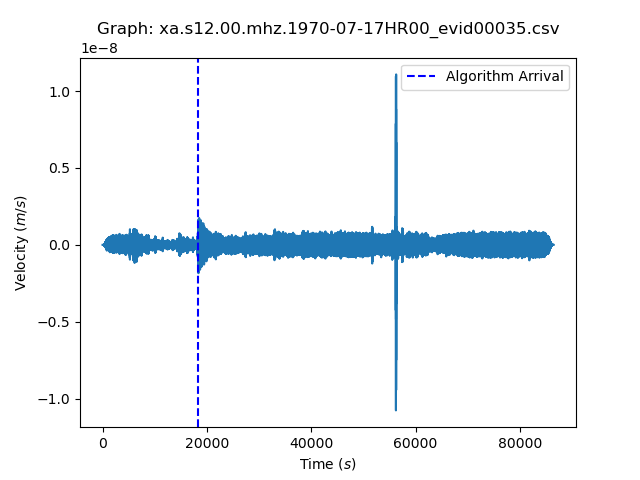 Graph: xa.s12.00.mhz.1970-07-17HR00_evid00035.csv
1e−8
Algorithm Arrival
1.0
0.5
0.0
−0.5
−1.0
Velocity (m/s)
0 20000 40000 60000 80000
Time (s)